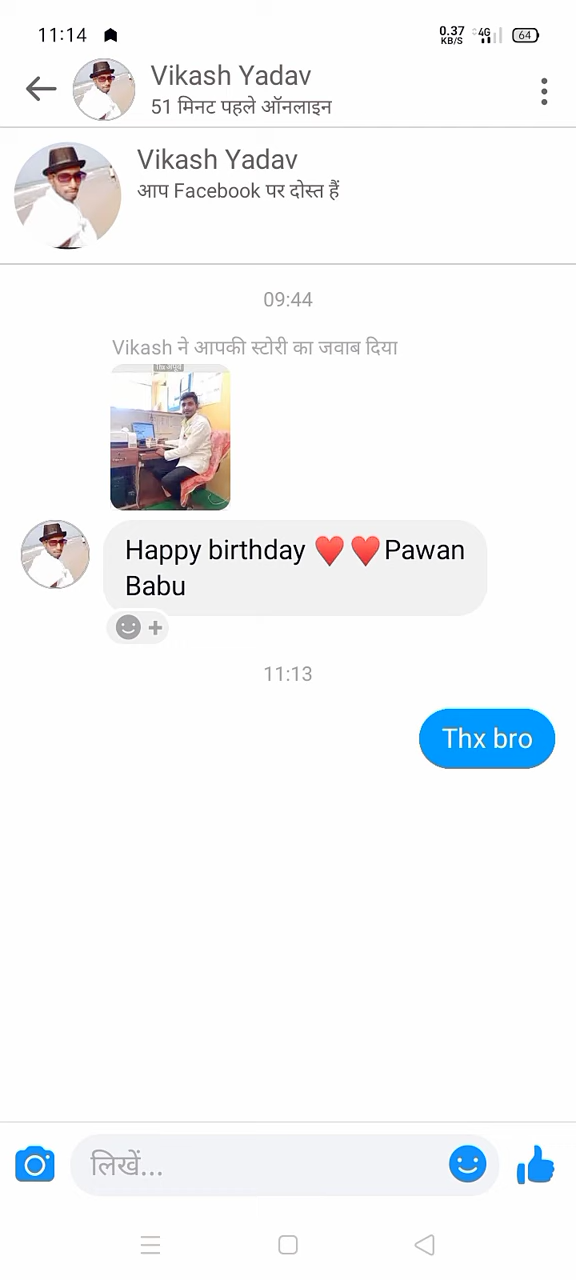 11:14
0.37
KB/S
4G
64
Vikash Yadav
51 मिनट पहले ऑनलाइन
Vikash Yadav
आप Facebook पर दोस्त हैं
09:44
Vikash ने आपकी स्टोरी का जवाब दिया
Happy birthday ♥️♥️Pawan
Babu
11:13
Thx bro
लिखें...